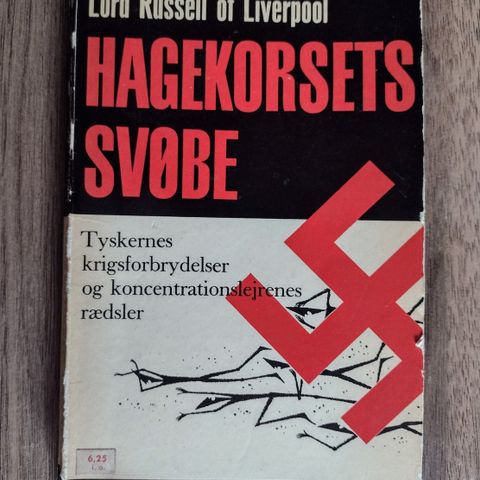 Lord Russell of Liverpool
HAGEKORSETS
SVØBE
Tyskernes
krigsforbrydelser
og koncentrationslejrenes
rædsler
6,25
i. o.